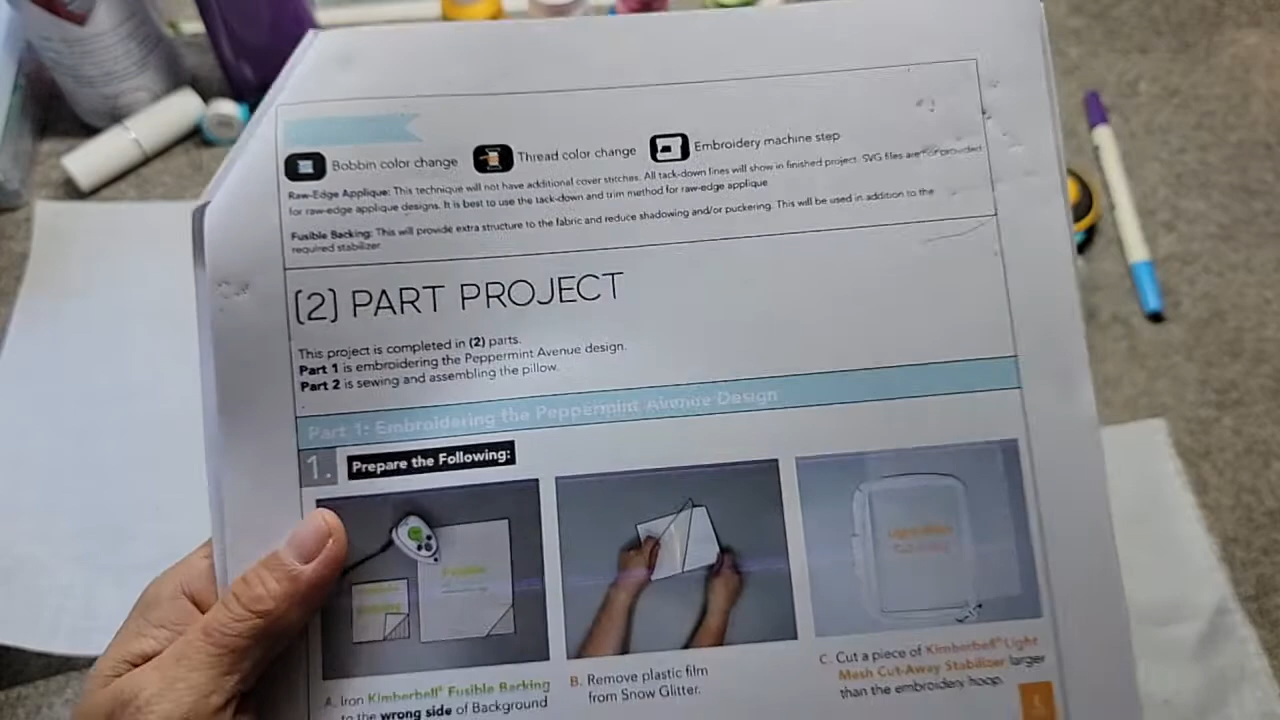 Bobbin color change
Thread color change
Embroidery machine step
Raw-Edge Applique: This technique will not have additional cover stitches. All tack-down lines will show in finished project. SVG files are not provided
for raw-edge applique designs. It is best to use the tack-down and trim method for raw-edge applique
Fusible Backing: This will provide extra structure to the fabric and reduce shadowing and/or puckering. This will be used in addition to the
required stabilizer
(2) PART PROJECT
This project is completed in (2) parts.
Part 1 is embroidering the Peppermint Avenue design.
Part 2 is sewing and assembling the pillow.
Part 1: Embroidering the Peppermint Avenue Design
1. Prepare the Following:
A. Iron Kimberbell® Fusible Backing
to the wrong side of Background
B. Remove plastic film
from Snow Glitter.
C. Cut a piece of Kimberbell® Light
Mesh Cut-Away Stabilizer larger
than the embroidery hoop.